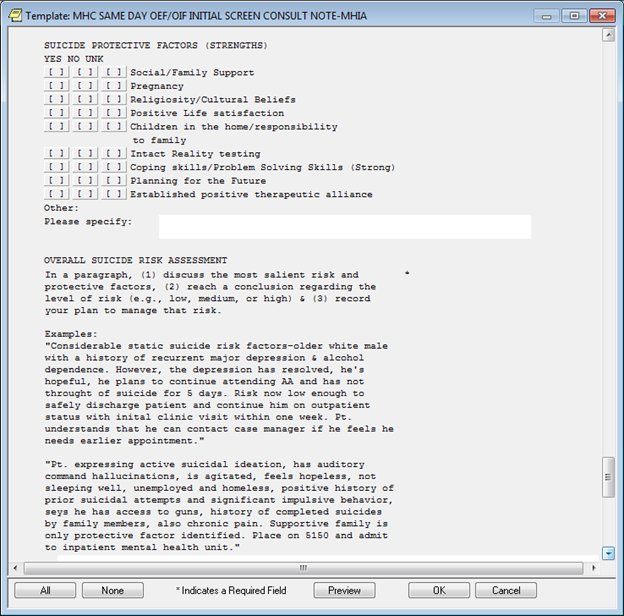 Template: MHC SAME DAY OEF/OIF INITIAL SCREEN CONSULT NOTE-MHIA
SUICIDE PROTECTIVE FACTORS (STRENGTHS)
YES NO UNK
[ ] [ ] [ ] Social/Family Support
[ ] [ ] [ ] Pregnancy
[ ] [ ] [ ] Religiosity/Cultural Beliefs
[ ] [ ] [ ] Positive Life satisfaction
[ ] [ ] [ ] Children in the home/responsibility
to family
[ ] [ ] [ ] Intact Reality testing
[ ] [ ] [ ] Coping skills/Problem Solving Skills (Strong)
[ ] [ ] [ ] Planning for the Future
[ ] [ ] [ ] Established positive therapeutic alliance
Other:
Please specify:
OVERALL SUICIDE RISK ASSESSMENT
In a paragraph, (1) discuss the most salient risk and *
protective factors, (2) reach a conclusion regarding the
level of risk (e.g., low, medium, or high) & (3) record
your plan to manage that risk.
Examples:
"Considerable static suicide risk factors-older white male
with a history of recurrent major depression & alcohol
dependence. However, the depression has resolved, he's
hopeful, he plans to continue attending AA and has not
throught of suicide for 5 days. Risk now low enough to
safely discharge patient and continue him on outpatient
status with inital clinic visit within one week. Pt.
understands that he can contact case manager if he feels he
needs earlier appointment."
"Pt. expressing active suicidal ideation, has auditory
command hallucinations, is agitated, feels hopeless, not
sleeping well, unemployed and homeless, positive history of
prior suicidal attempts and significant impulsive behavior,
seys he has access to guns, history of completed suicides
by family members, also chronic pain. Supportive family is
only protective factor identified. Place on 5150 and admit
to inpatient mental health unit."
All None * Indicates a Required Field Preview OK Cancel